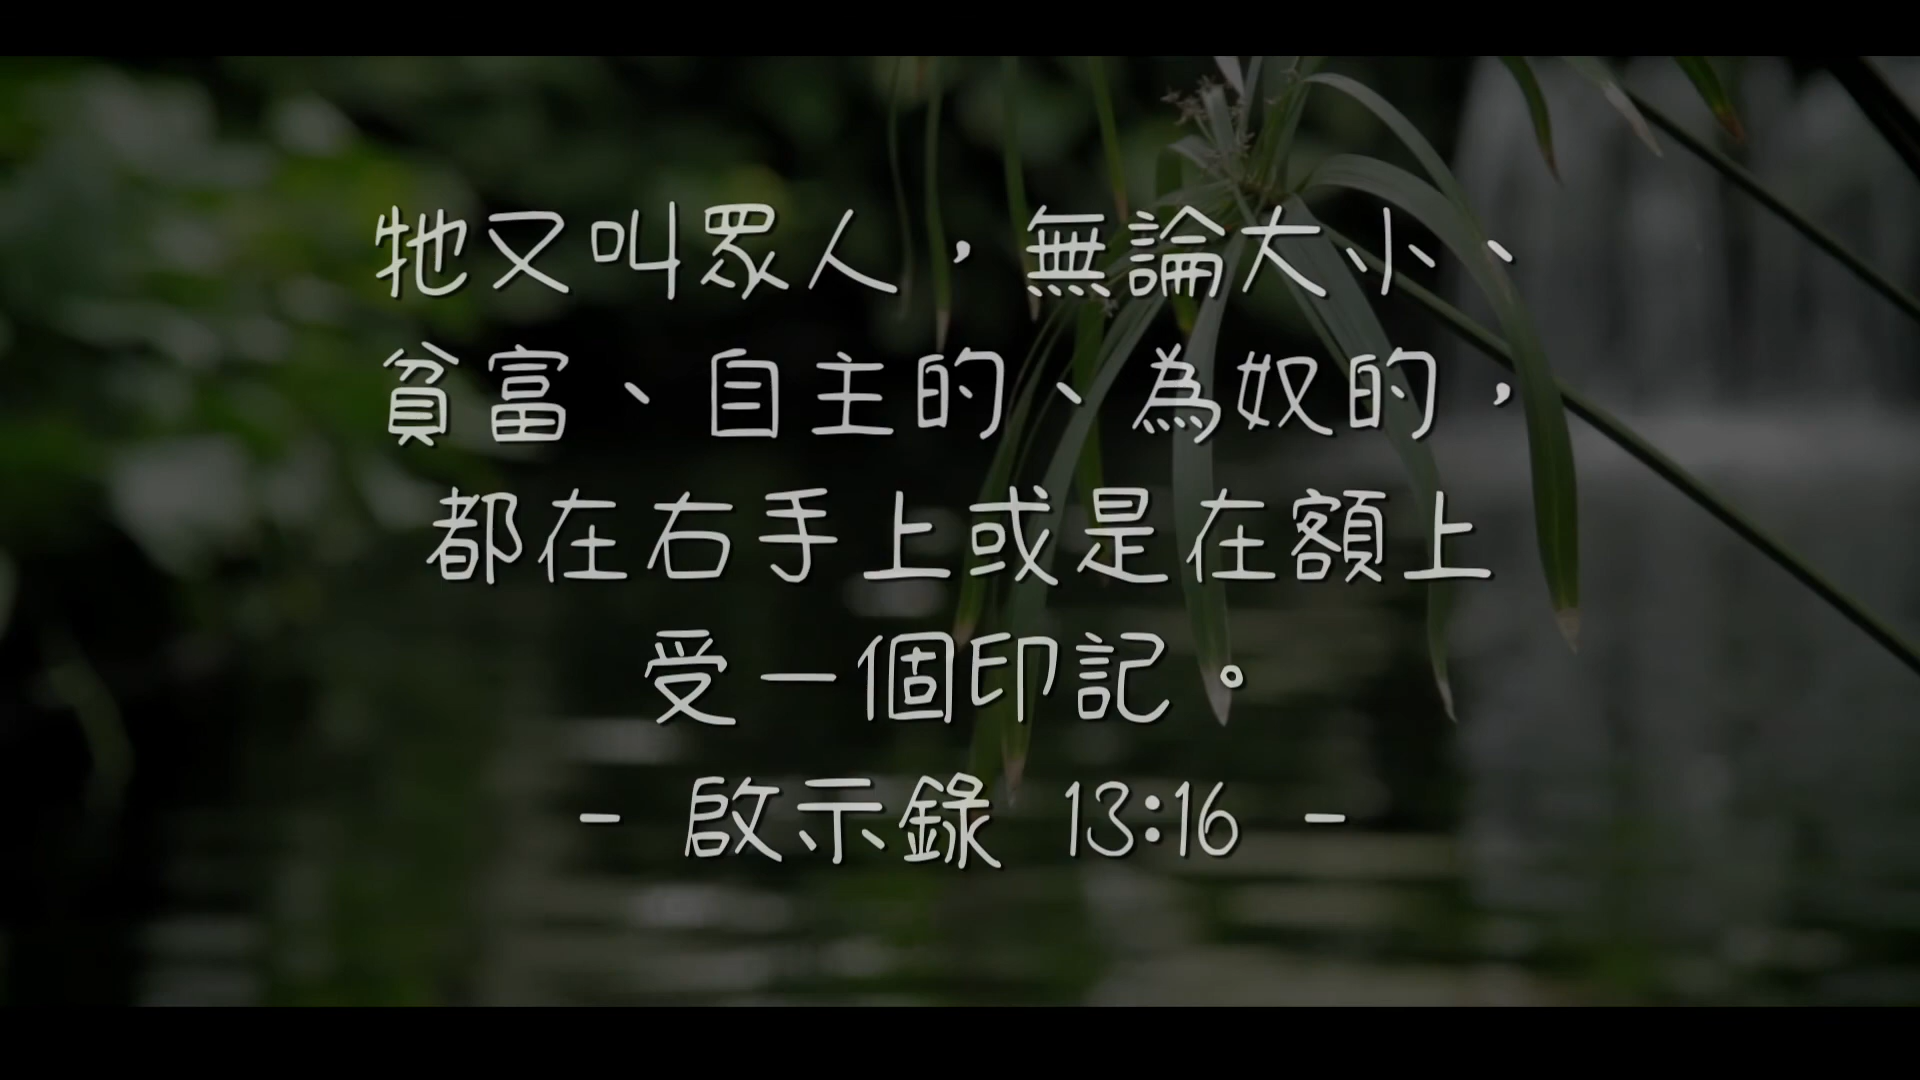 牠又叫眾人，無論大小、
貧富、自主的、為奴的，
都在右手上或是在額上
受一個印記。
- 啟示錄 13:16 -